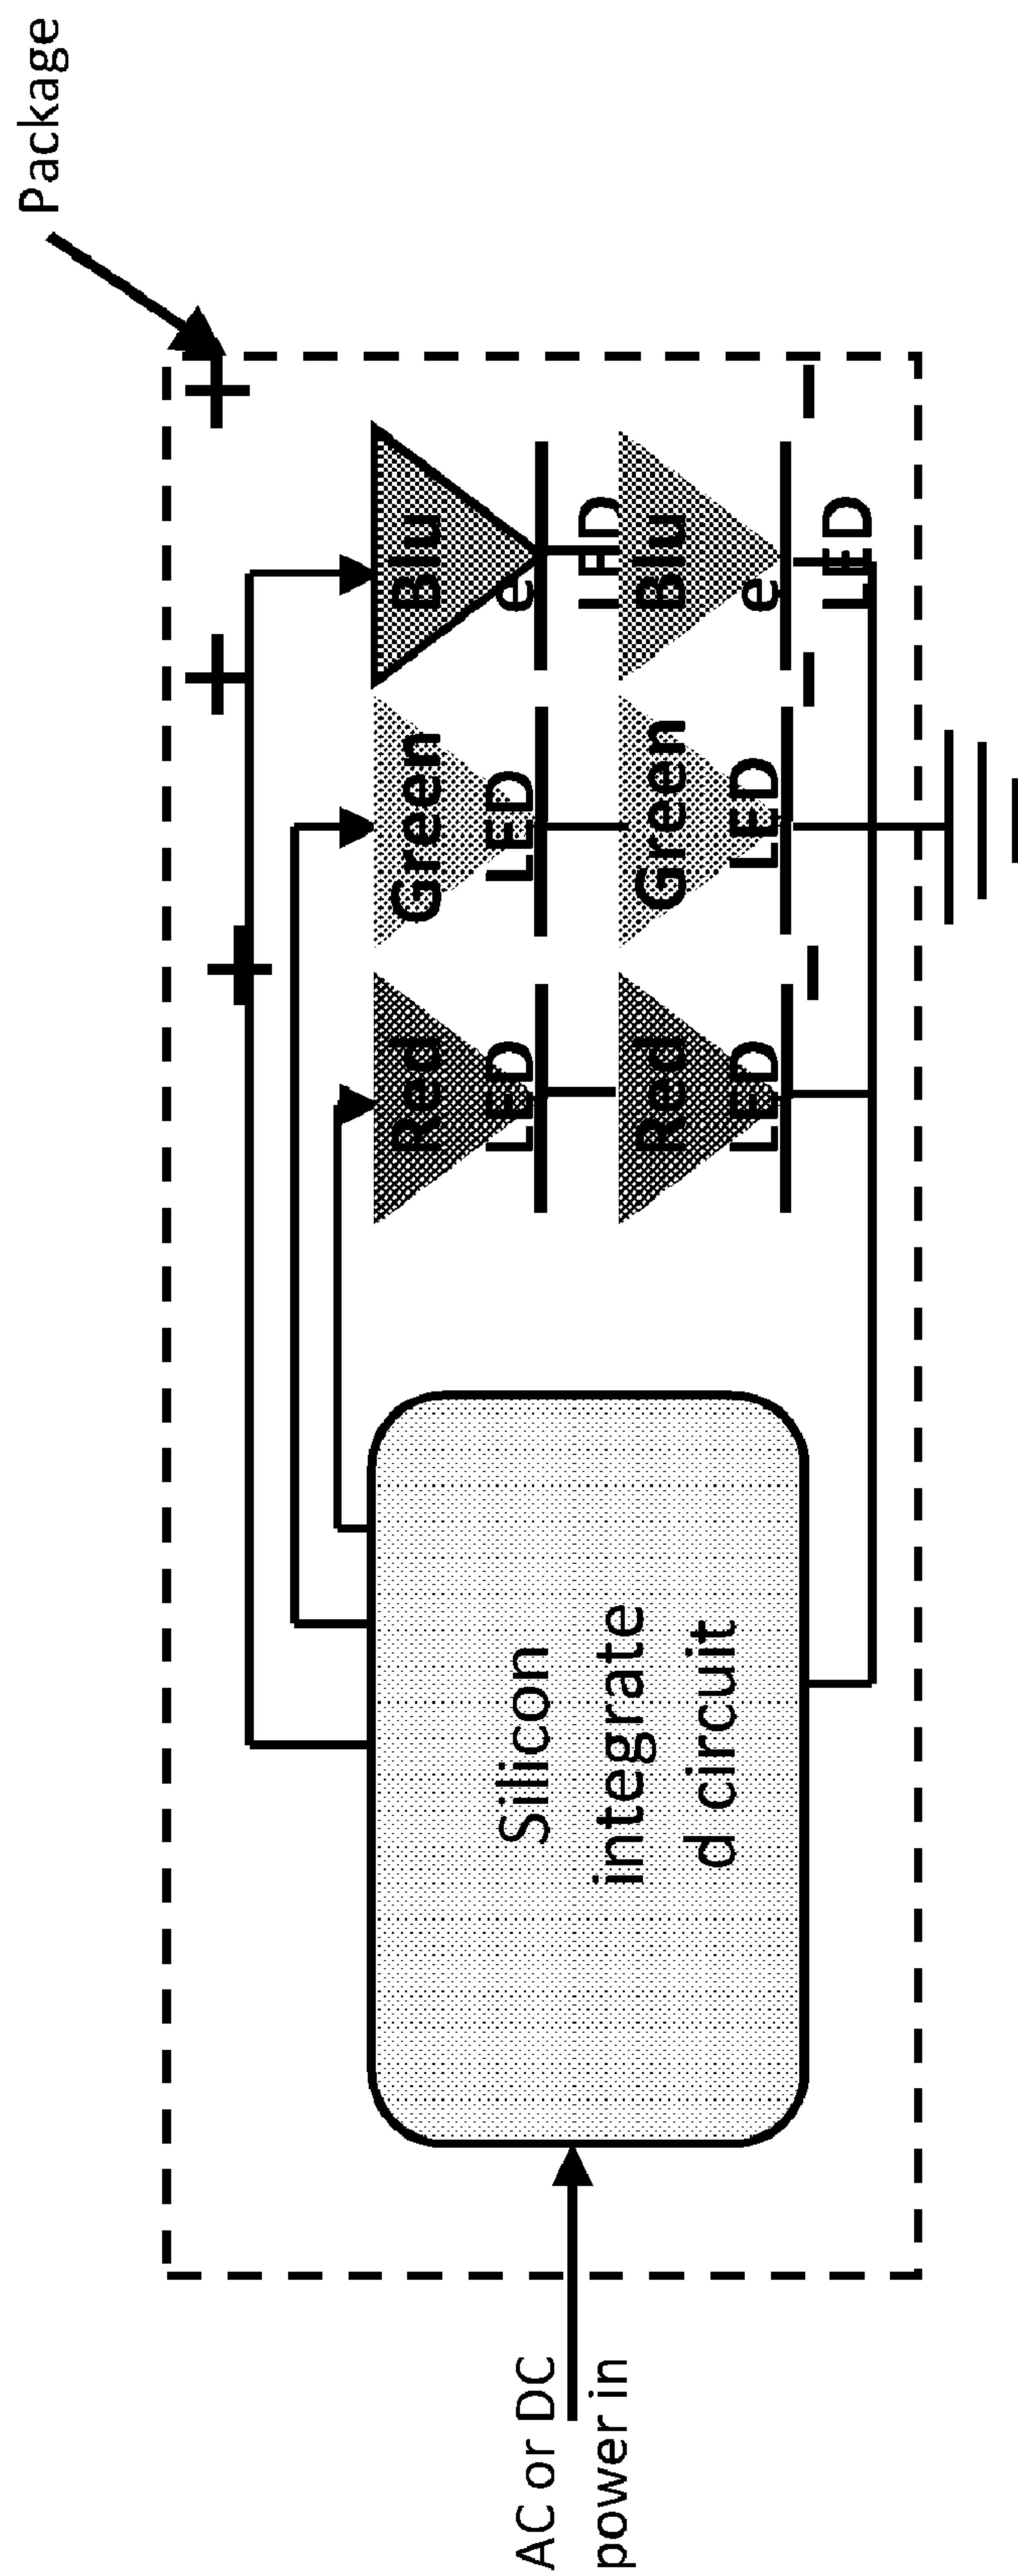 Package
+
+
+
Red
LED
Green
LED
Blu
e
LED
Red
LED
Green
LED
Blu
e
LED
−
−
−
Silicon
integrate
d circuit
AC or DC
power in